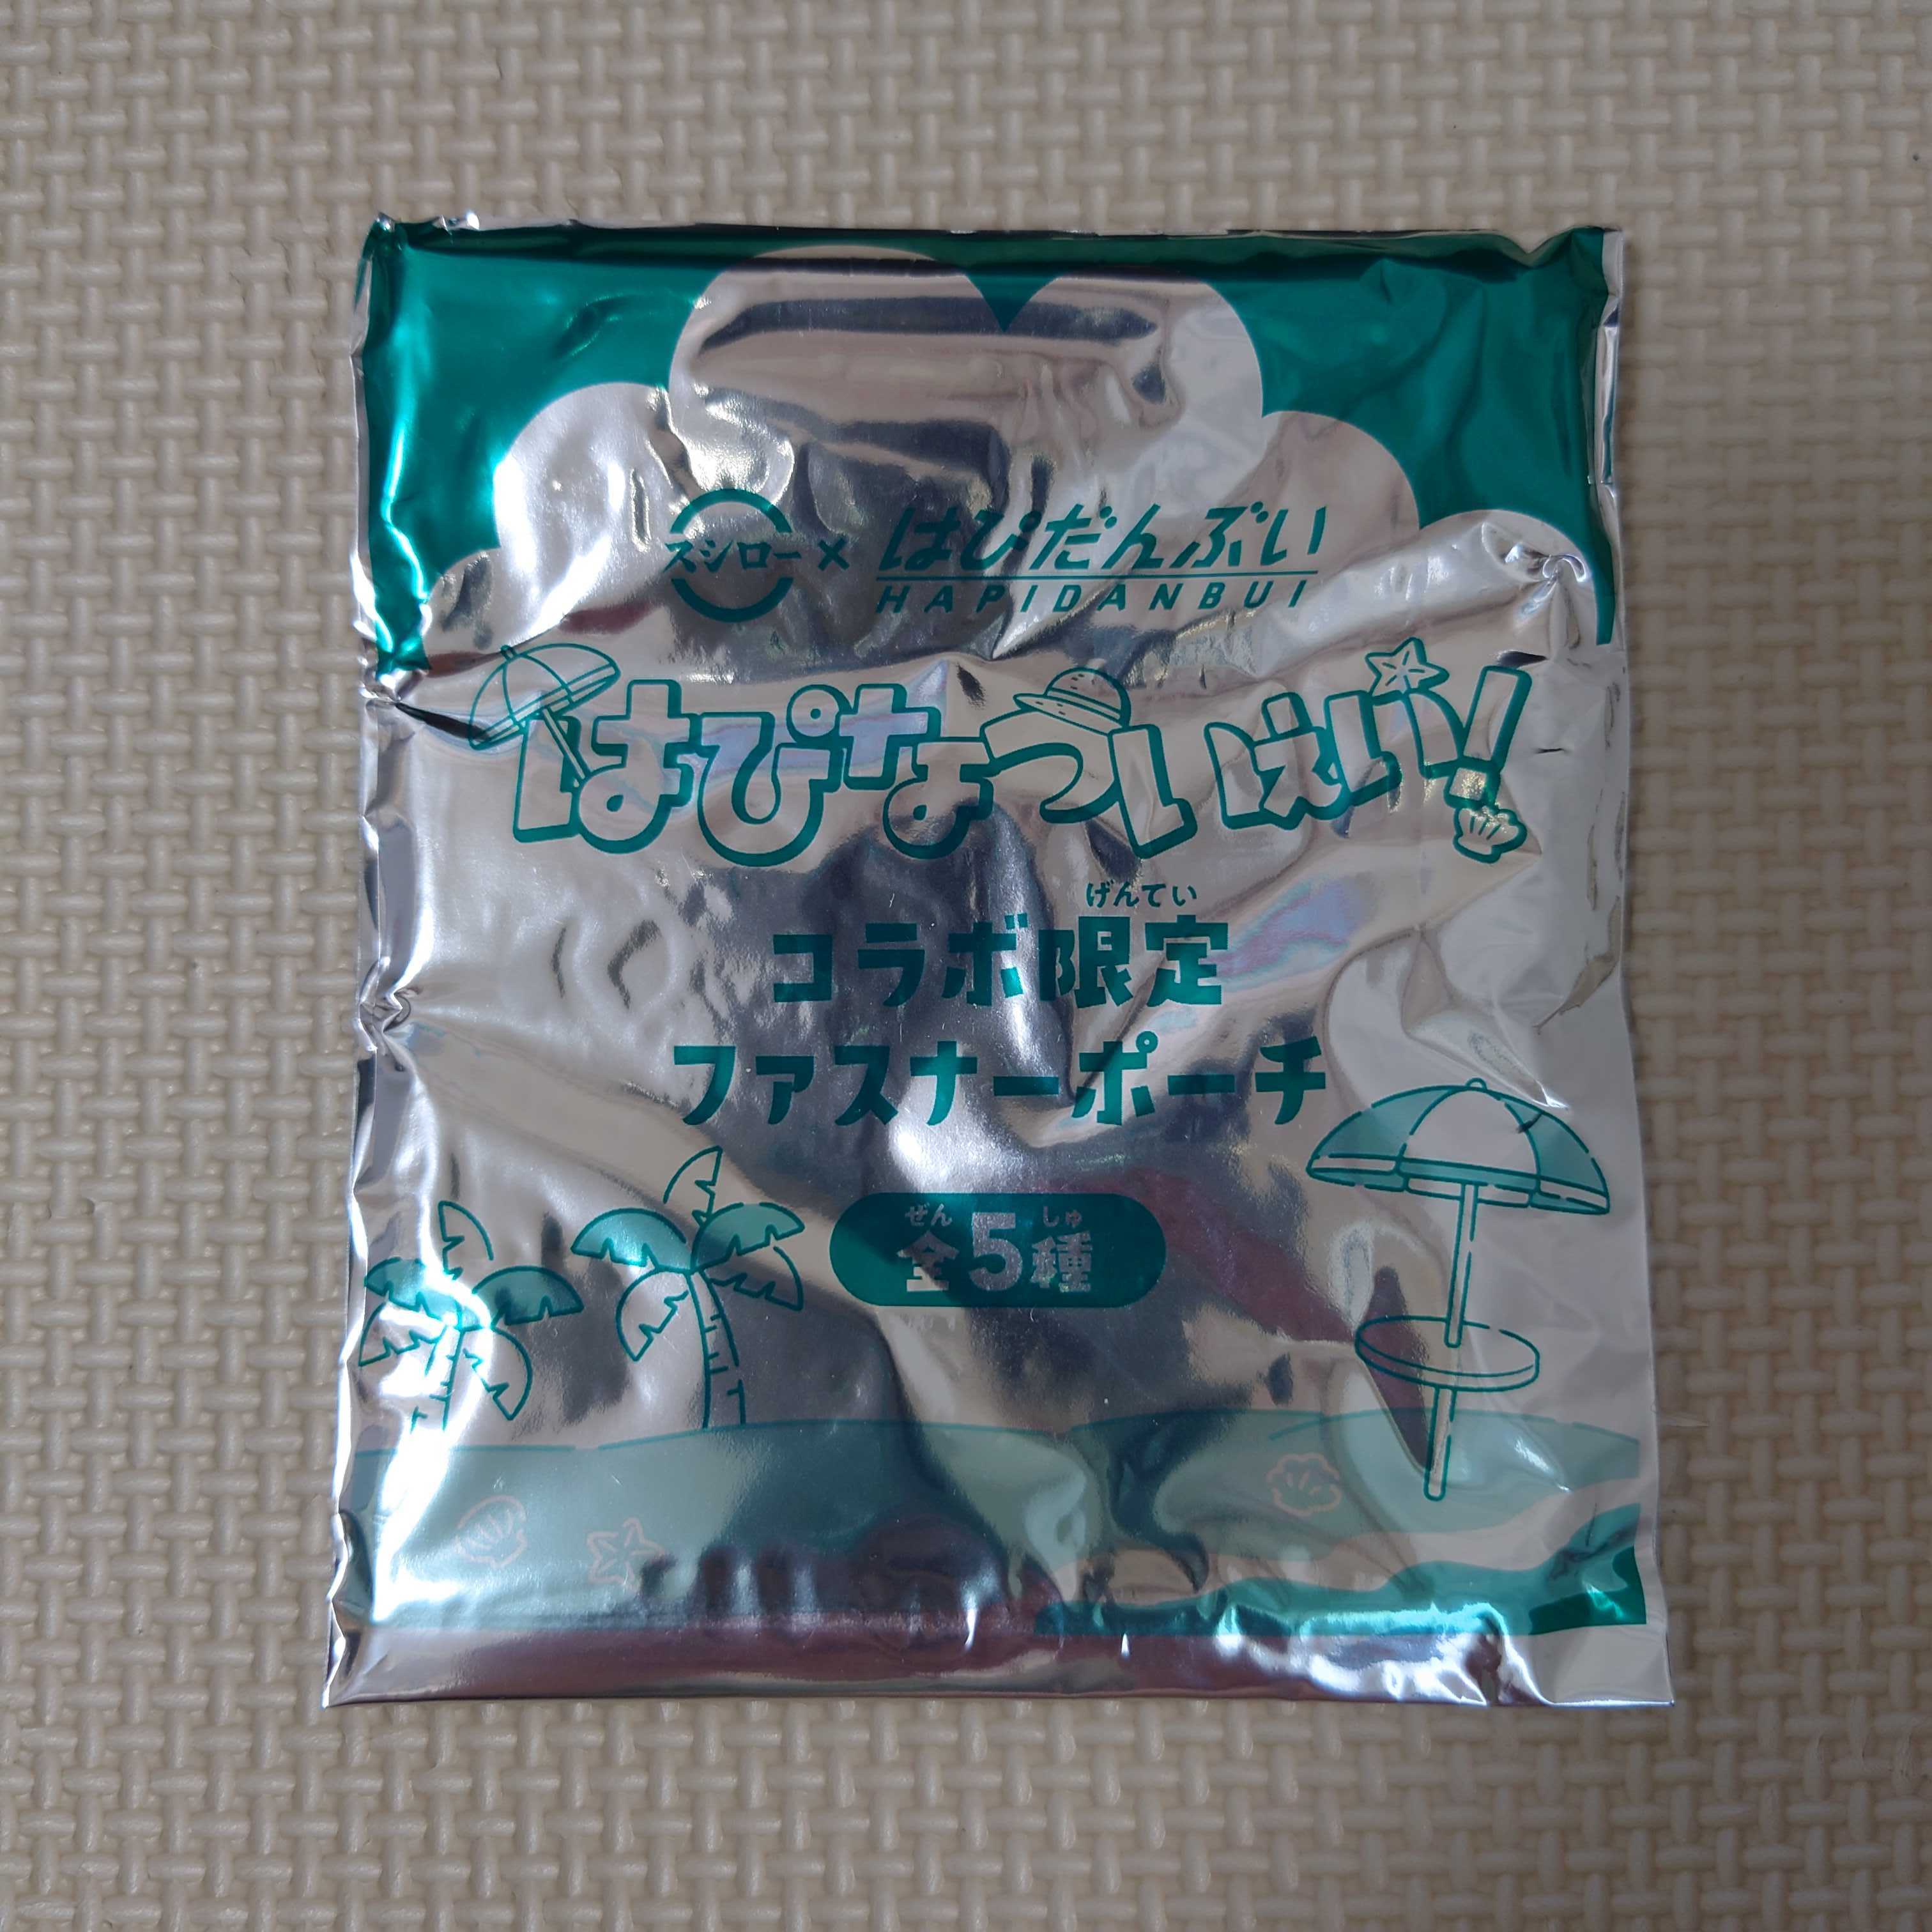 スシロー × はぴだんぶい
HAPIDANBUI
はぴなついぇい!
げんてい
コラボ限定
ファスナーポーチ
ぜん しゅ
全5種